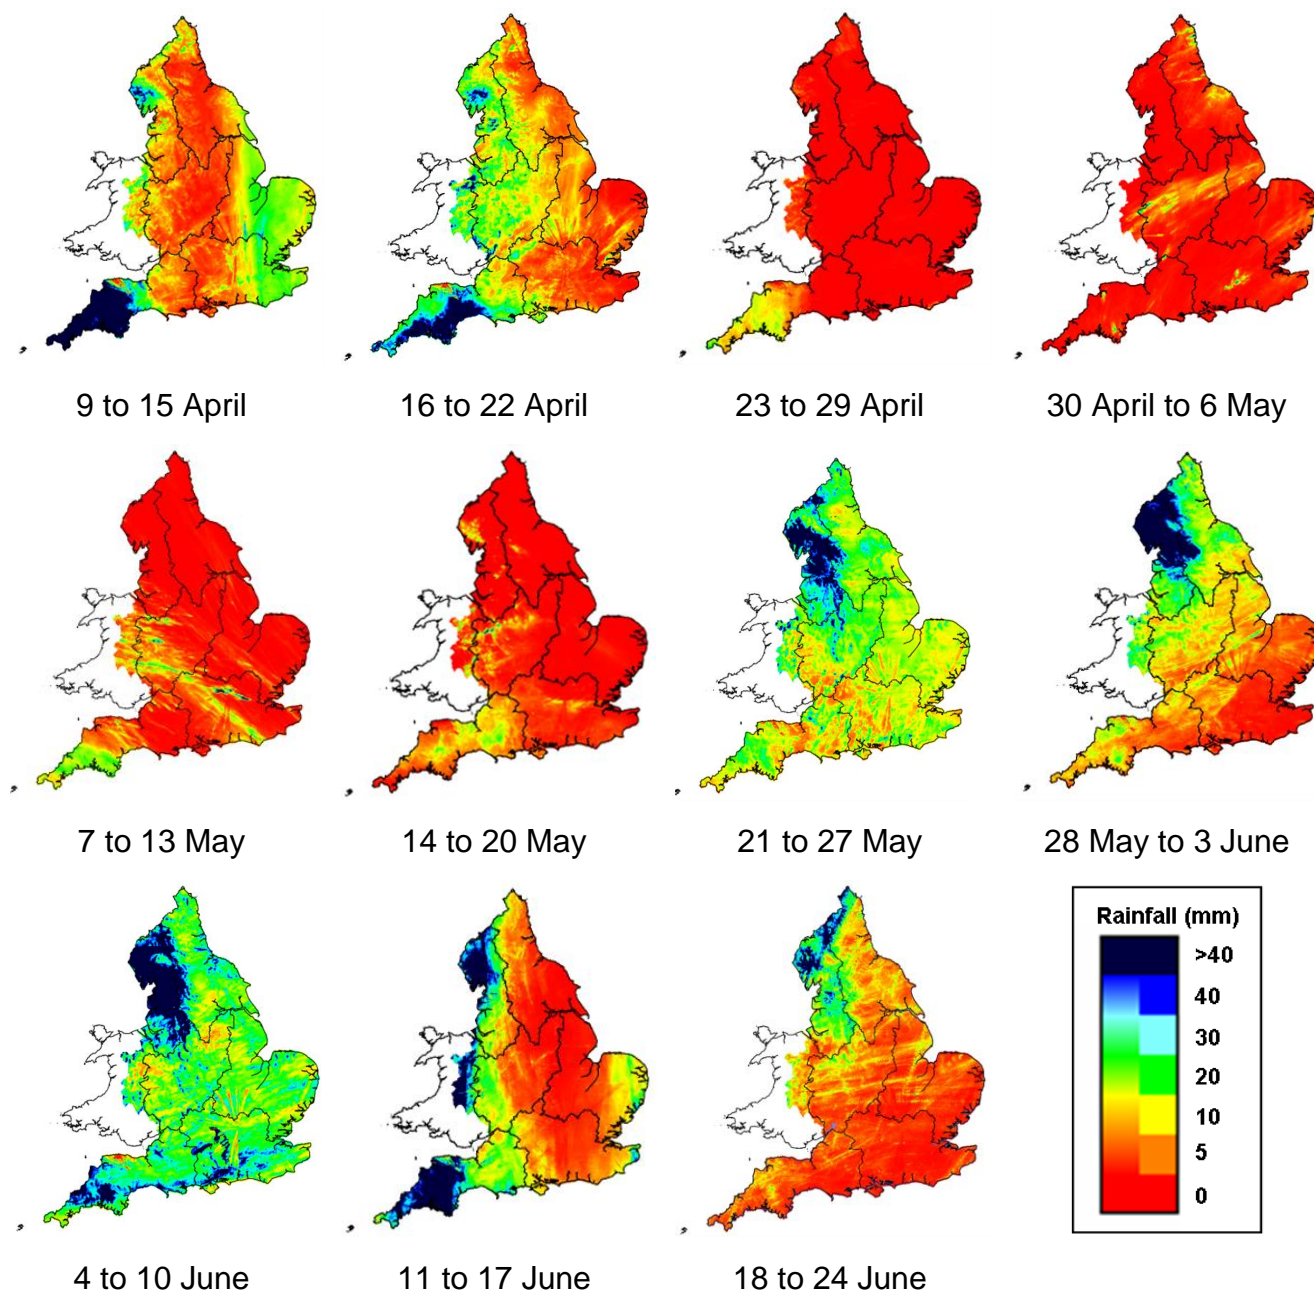 9 to 15 April
16 to 22 April
23 to 29 April
30 April to 6 May
7 to 13 May
14 to 20 May
21 to 27 May
28 May to 3 June
4 to 10 June
11 to 17 June
18 to 24 June
Rainfall (mm)
>40
40
30
20
10
5
0